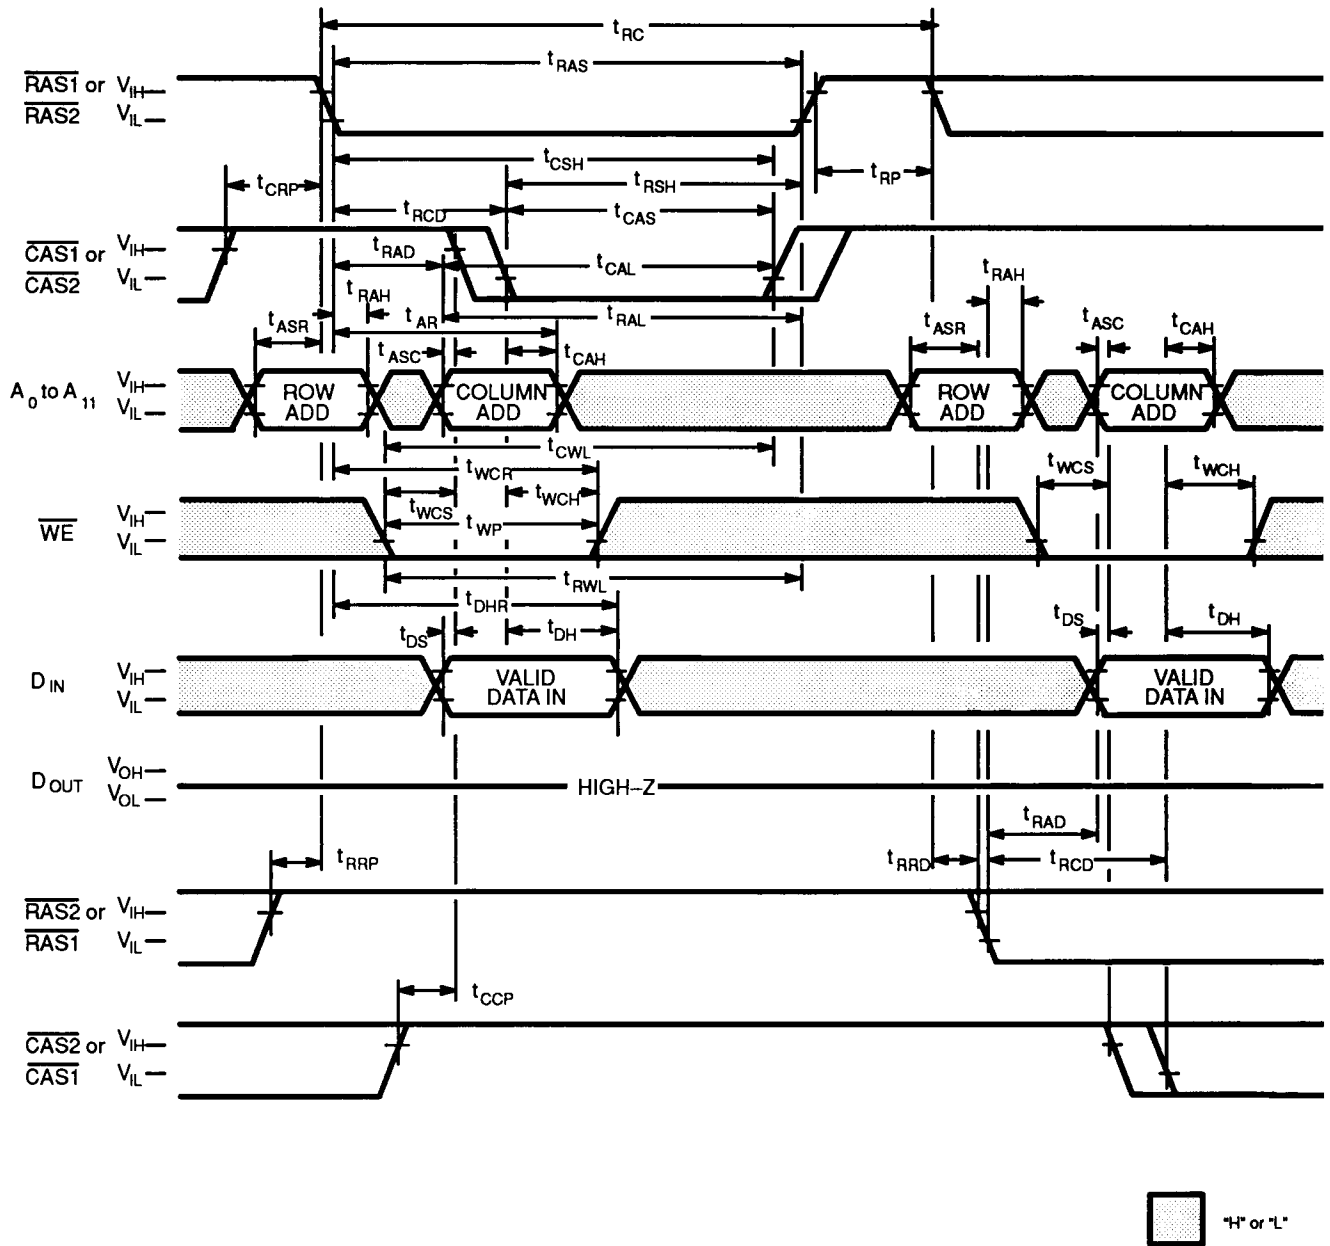 tRC
tRAS
RAS1 or VIH
RAS2 VIL
tCSH
tCRP tRSH tRP
tRCD tCAS
CAS1 or VIH
CAS2 VIL
tRAD tCAL tRAH
tRAH tAR tRAL
tASR tASC tCAH tASR tASC tCAH
A0 to A11 VIH VIL
ROW ADD
COLUMN ADD
ROW ADD
COLUMN ADD
tCWL
tWCR tWCS tWCH
tWCS tWCH
tWP
WE VIH VIL
tRWL
tDHR
tDS tDH tDS tDH
DIN VIH VIL
VALID DATA IN
VALID DATA IN
DOUT VOH VOL
HIGH-Z
tRAD
tRRP tRRD tRCD
RAS2 or VIH
RAS1 VIL
tCCP
CAS2 or VIH
CAS1 VIL
"H" or "L"